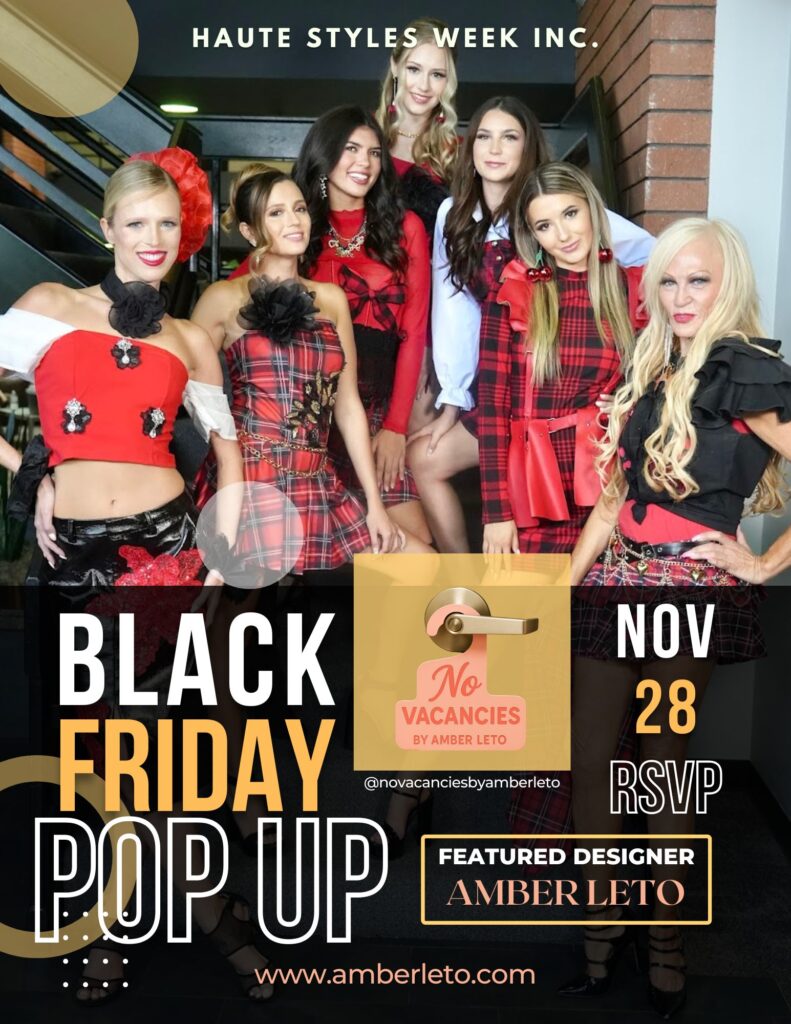 HAUTE STYLES WEEK INC.
BLACK
FRIDAY
POP UP
No
VACANCIES
BY AMBER LETO
@novacanciesbyamberleto
NOV
28
RSVP
FEATURED DESIGNER
AMBER LETO
www.amberleto.com